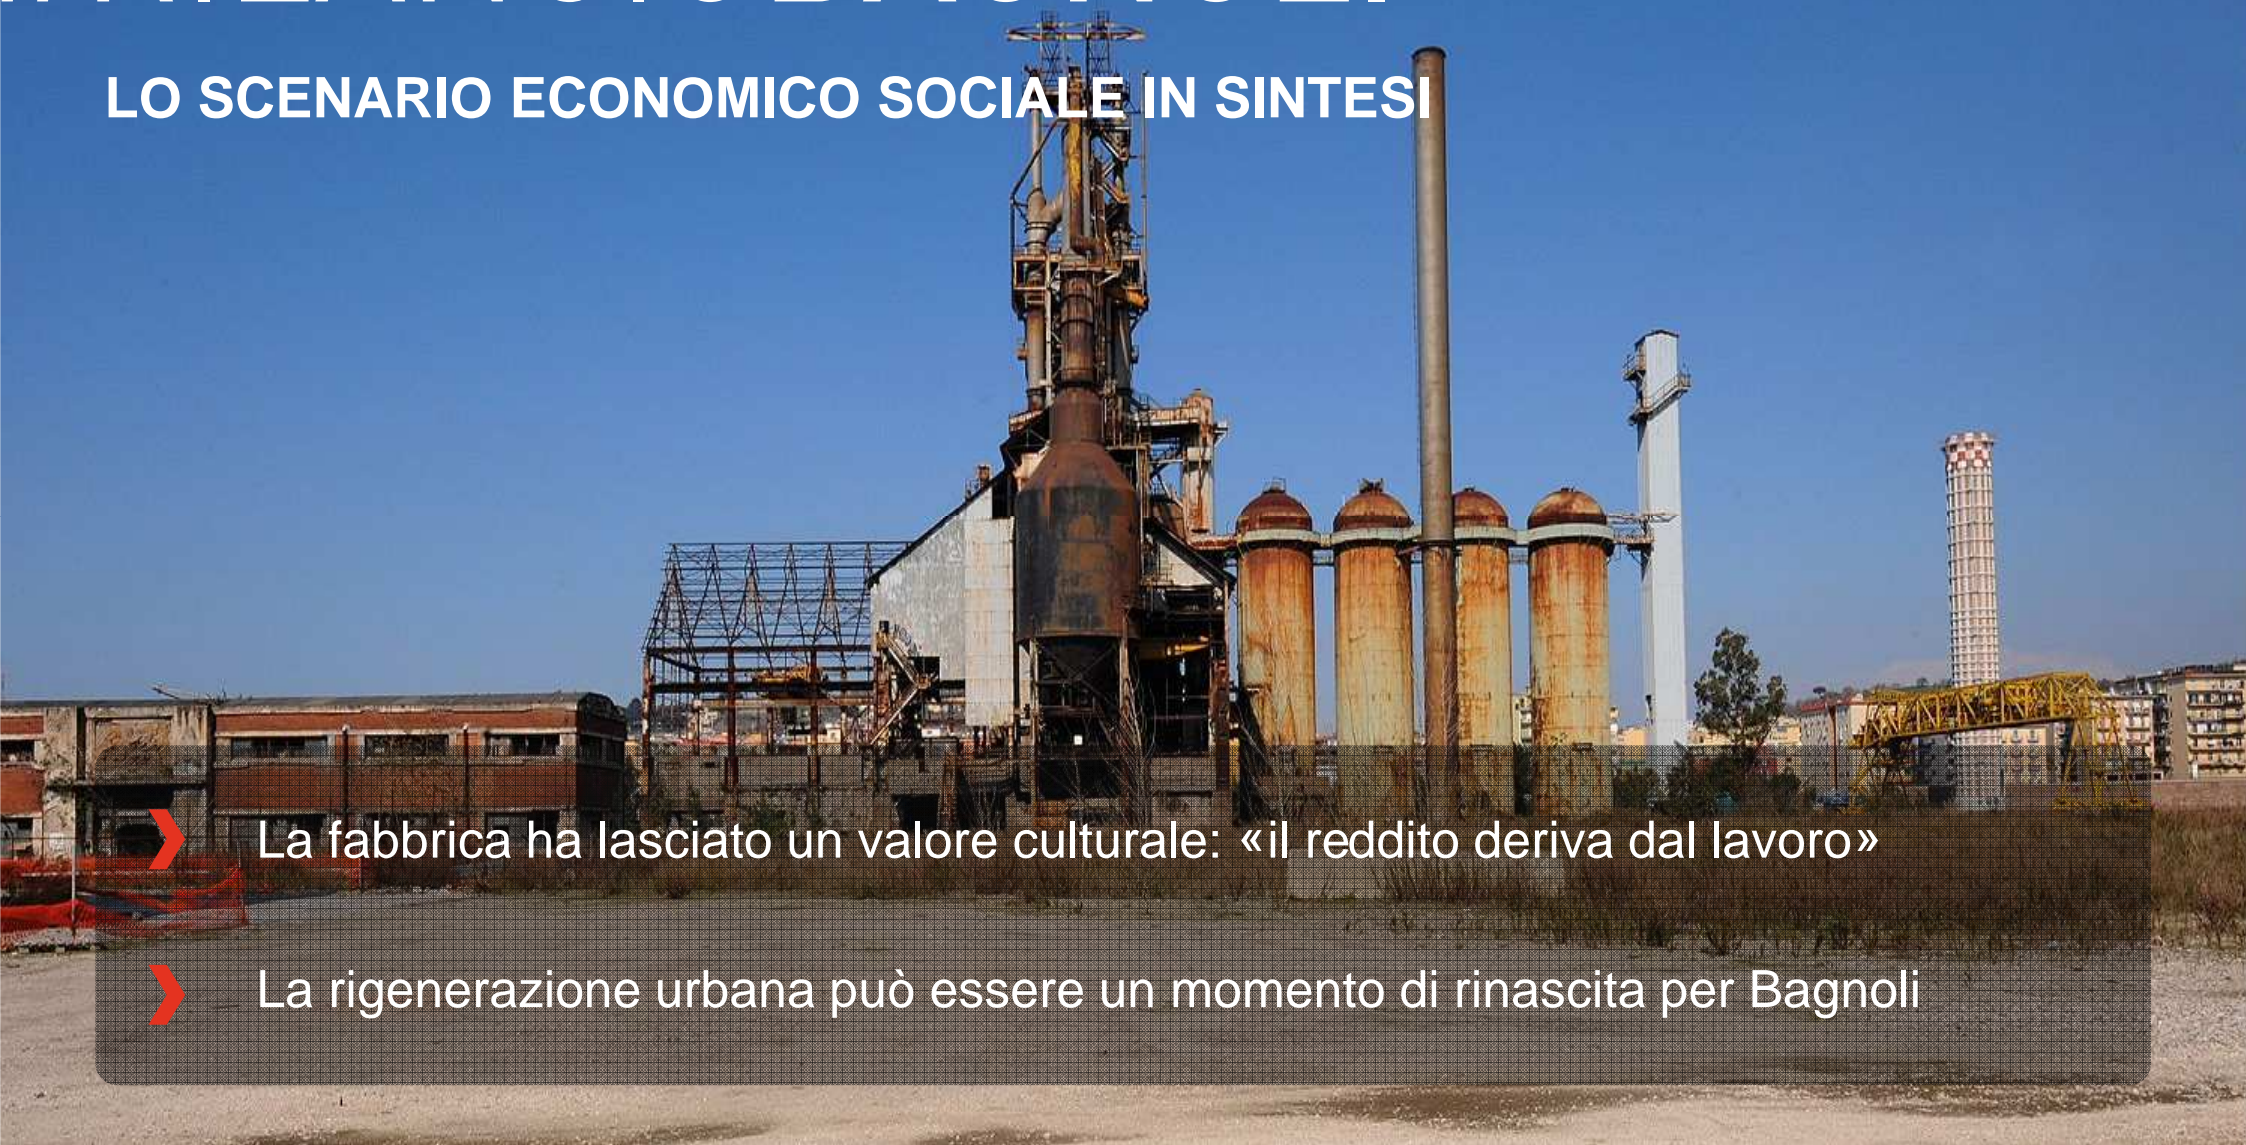 LO SCENARIO ECONOMICO SOCIALE IN SINTESI
La fabbrica ha lasciato un valore culturale: «il reddito deriva dal lavoro»
La rigenerazione urbana può essere un momento di rinascita per Bagnoli